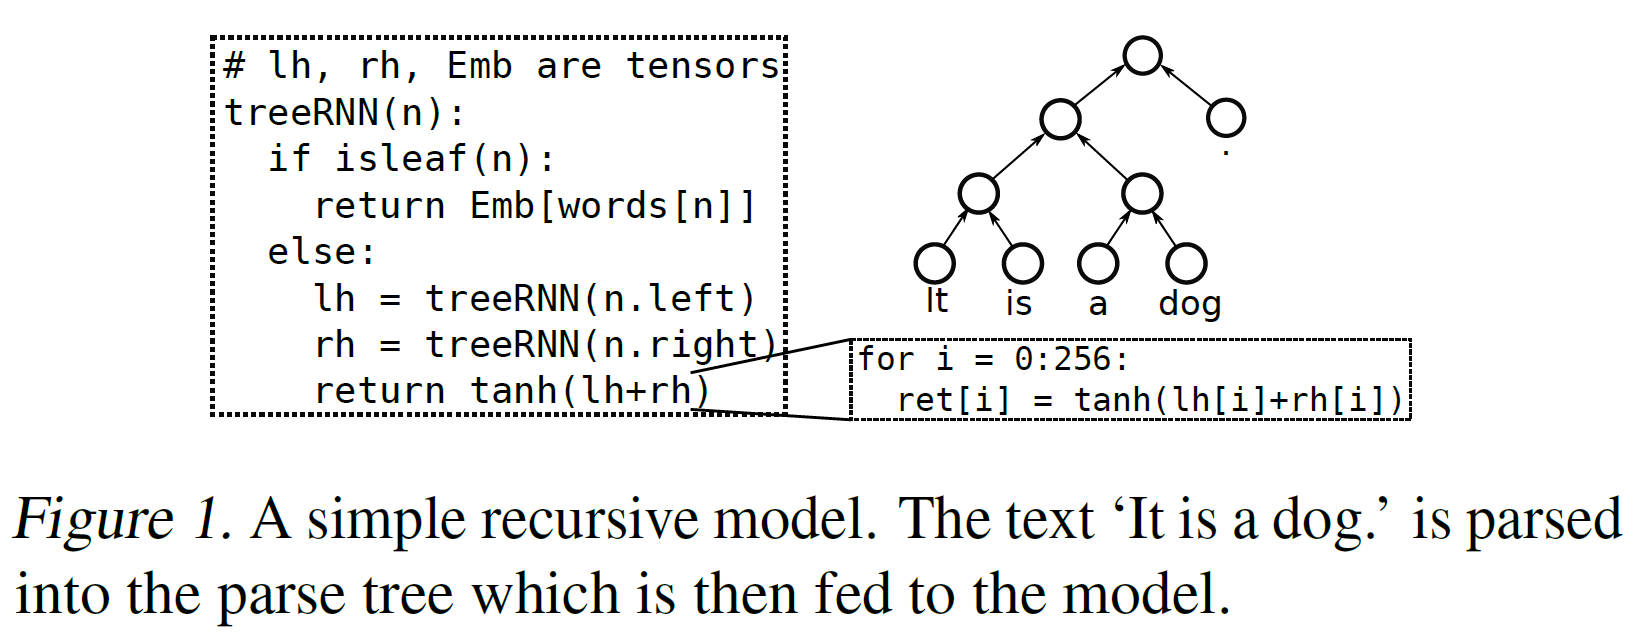 # lh, rh, Emb are tensors
treeRNN(n):
  if isleaf(n):
    return Emb[words[n]]
  else:
    lh = treeRNN(n.left)
    rh = treeRNN(n.right)
    return tanh(lh+rh)
.
It is a dog
for i = 0:256:
  ret[i] = tanh(lh[i]+rh[i])
Figure 1. A simple recursive model. The text ‘It is a dog.’ is parsed
into the parse tree which is then fed to the model.